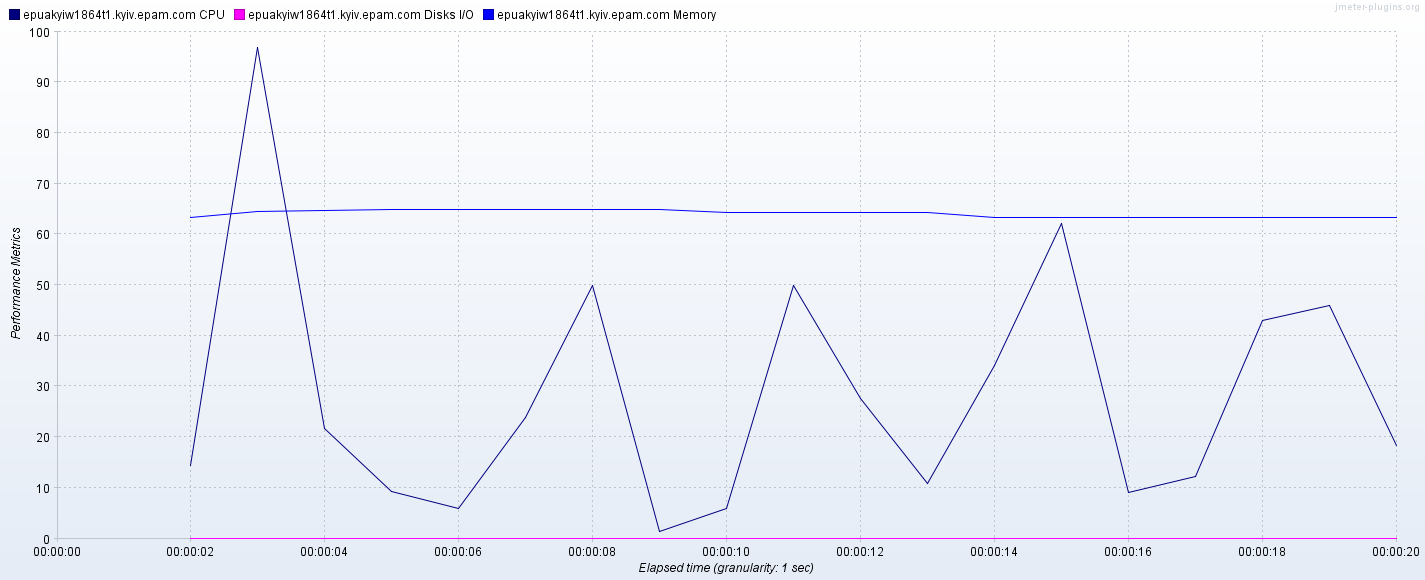 epuakyiw1864t1.kyiv.epam.com CPU epuakyiw1864t1.kyiv.epam.com Disks I/O epuakyiw1864t1.kyiv.epam.com Memory
jmeter-plugins.org
100
90
80
70
60
50
40
30
20
10
0
Performance Metrics
00:00:00 00:00:02 00:00:04 00:00:06 00:00:08 00:00:10 00:00:12 00:00:14 00:00:16 00:00:18 00:00:20
Elapsed time (granularity: 1 sec)